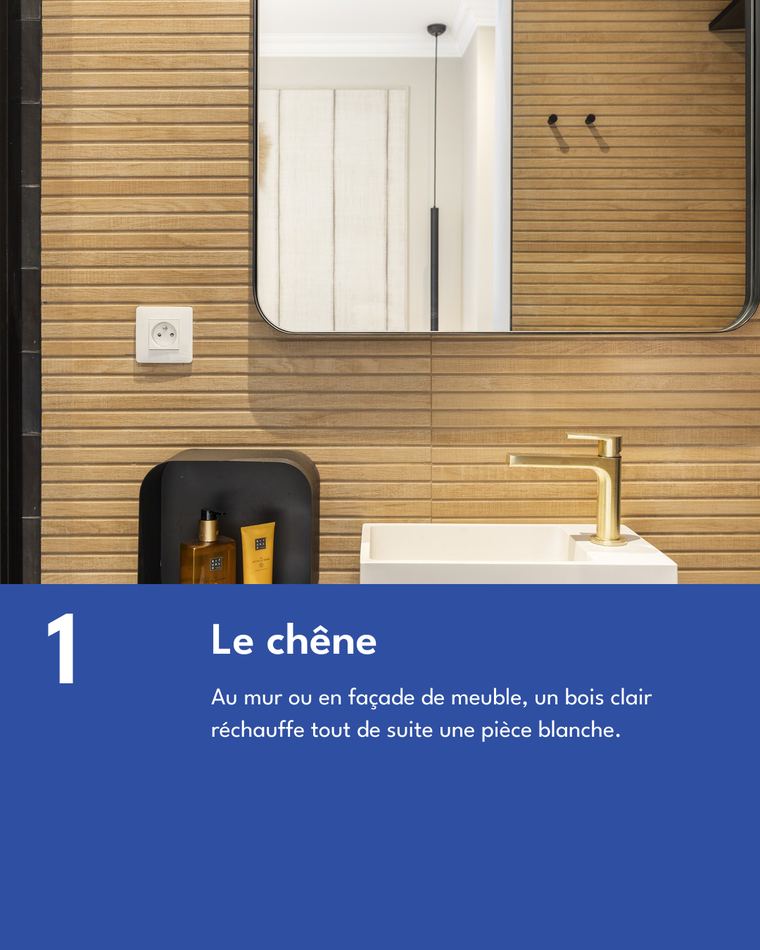 1
Le chêne
Au mur ou en façade de meuble, un bois clair
réchauffe tout de suite une pièce blanche.